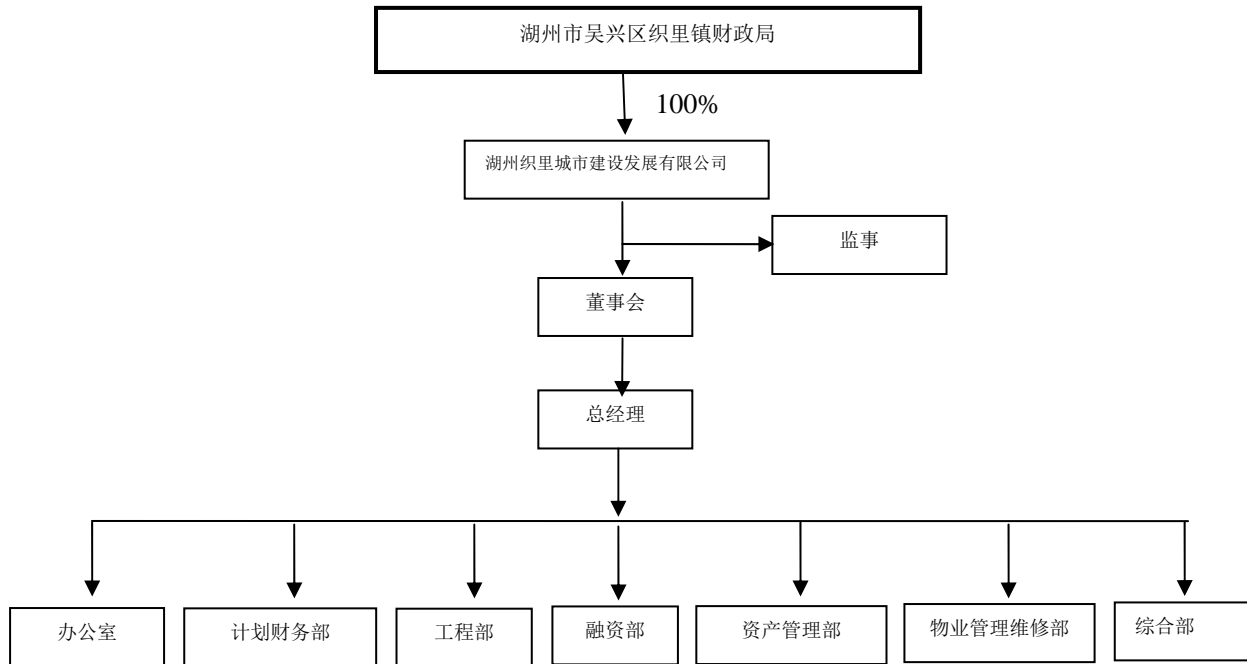 湖州市吴兴区织里镇财政局
100%
湖州织里城市建设发展有限公司
监事
董事会
总经理
办公室
计划财务部
工程部
融资部
资产管理部
物业管理维修部
综合部